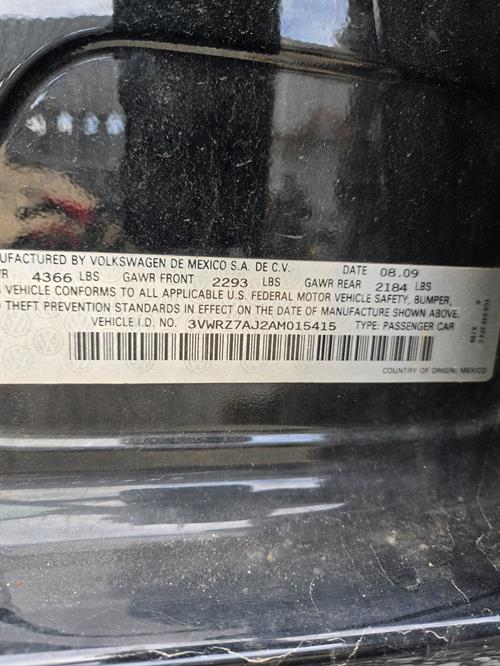 UFACTURED BY VOLKSWAGEN DE MEXICO S.A. DE C.V. DATE 08.09
R 4366 LBS GAWR FRONT 2293 LBS GAWR REAR 2184 LBS
VEHICLE CONFORMS TO ALL APPLICABLE U.S. FEDERAL MOTOR VEHICLE SAFETY, BUMPER,
THEFT PREVENTION STANDARDS IN EFFECT ON THE DATE OF MANUFACTURE SHOWN ABOVE.
VEHICLE I.D. NO. 3VWRZ7AJ2AM015415 TYPE: PASSENGER CAR
COUNTRY OF ORIGIN: MEXICO